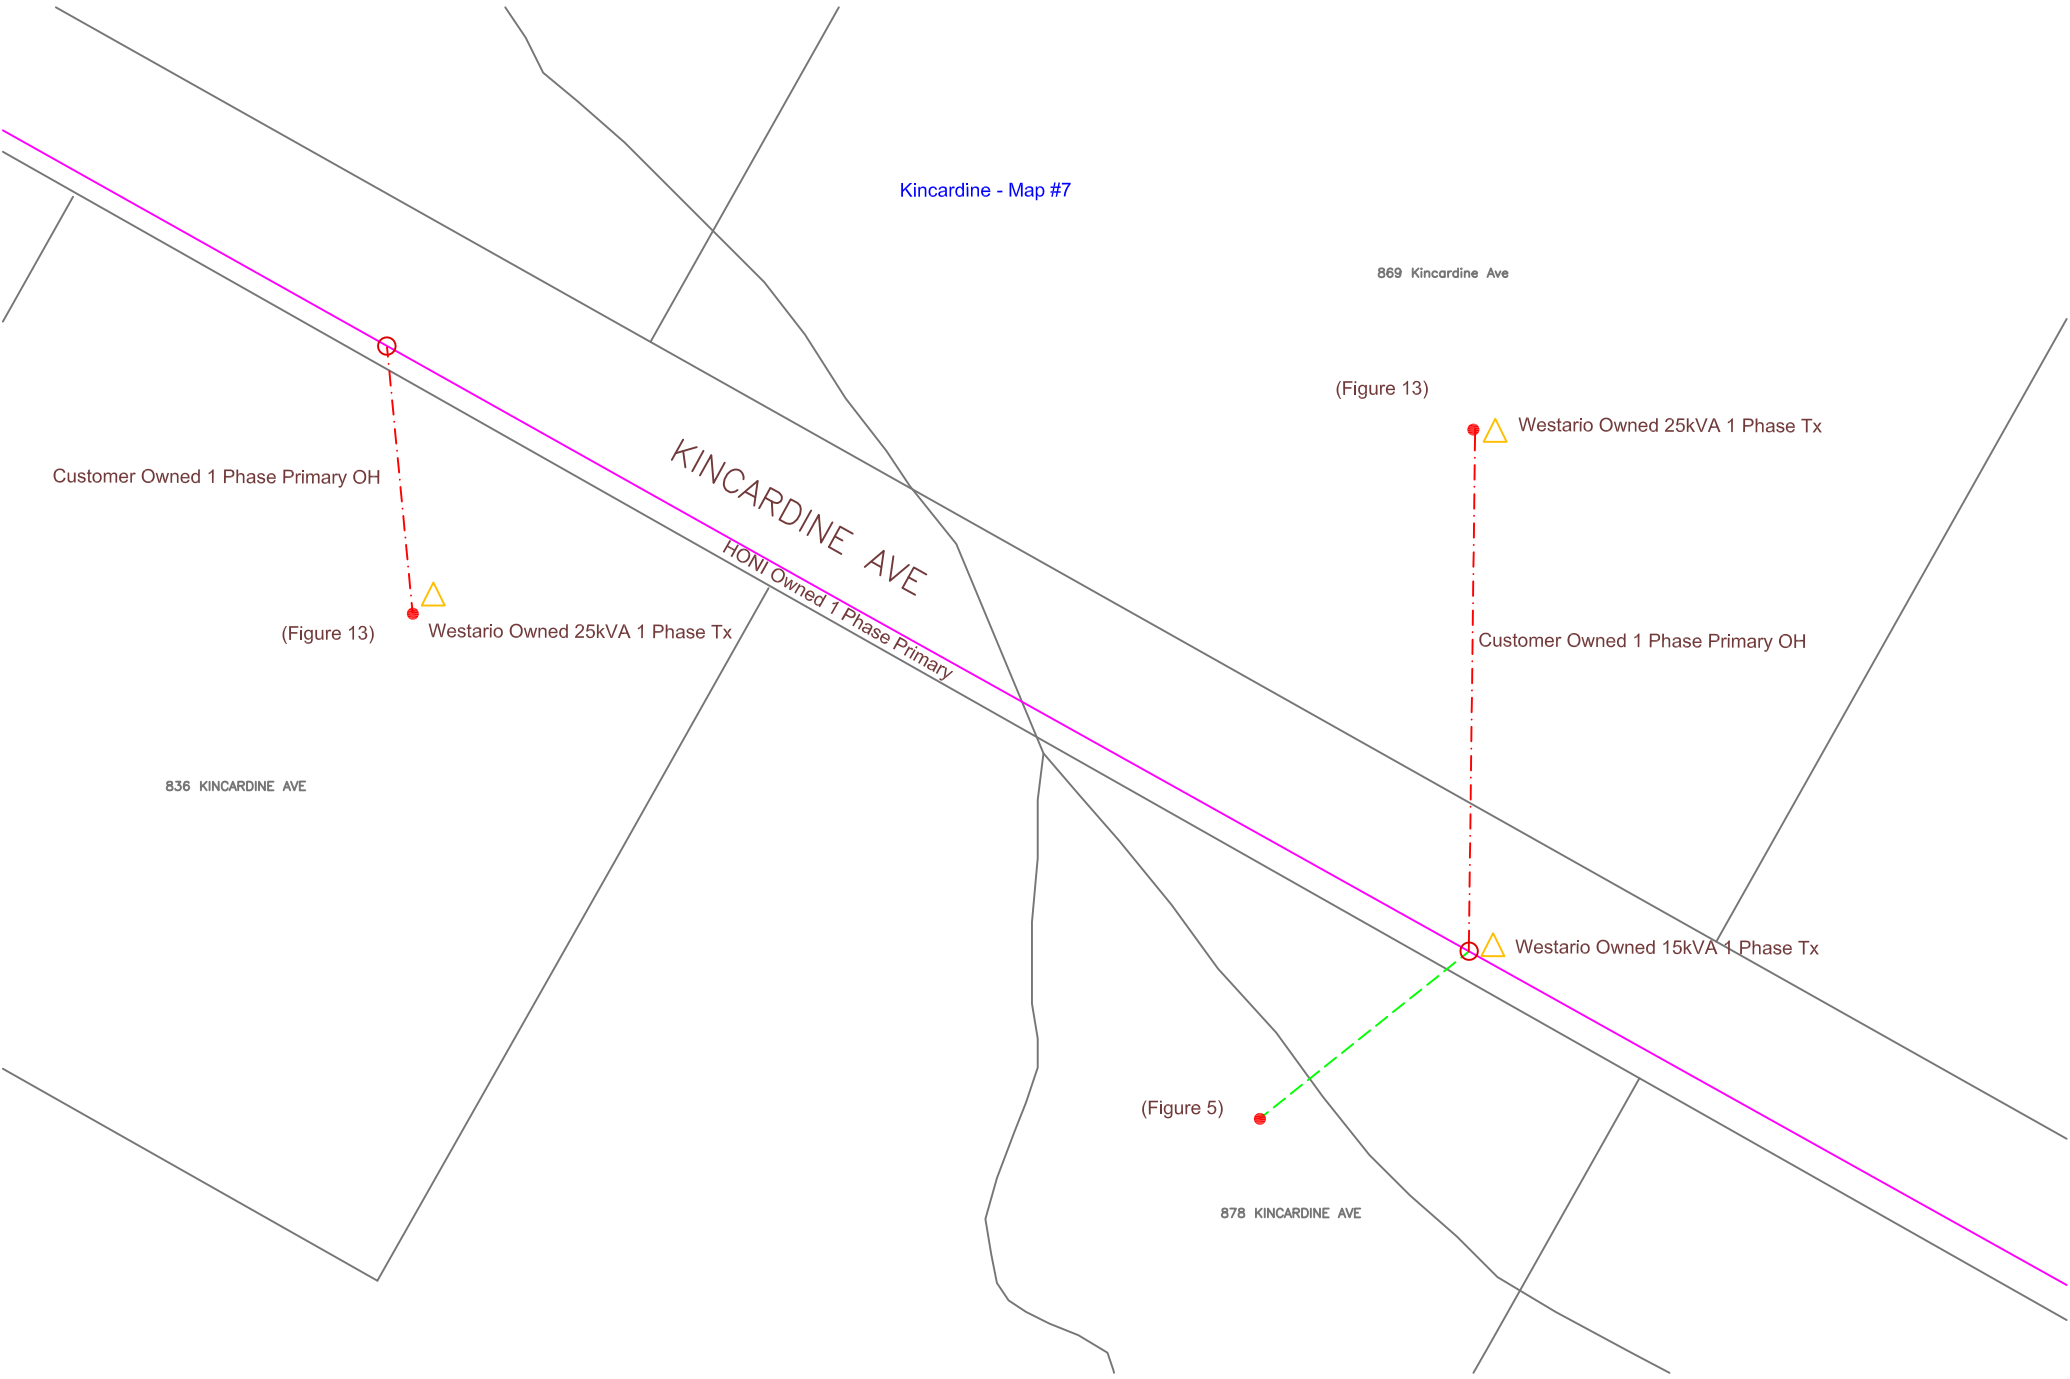 Kincardine - Map #7
869 Kincardine Ave
(Figure 13)
Westario Owned 25kVA 1 Phase Tx
KINCARDINE AVE
HONI Owned 1 Phase Primary
Customer Owned 1 Phase Primary OH
(Figure 13)
Westario Owned 25kVA 1 Phase Tx
Customer Owned 1 Phase Primary OH
836 KINCARDINE AVE
Westario Owned 15kVA 1 Phase Tx
(Figure 5)
878 KINCARDINE AVE